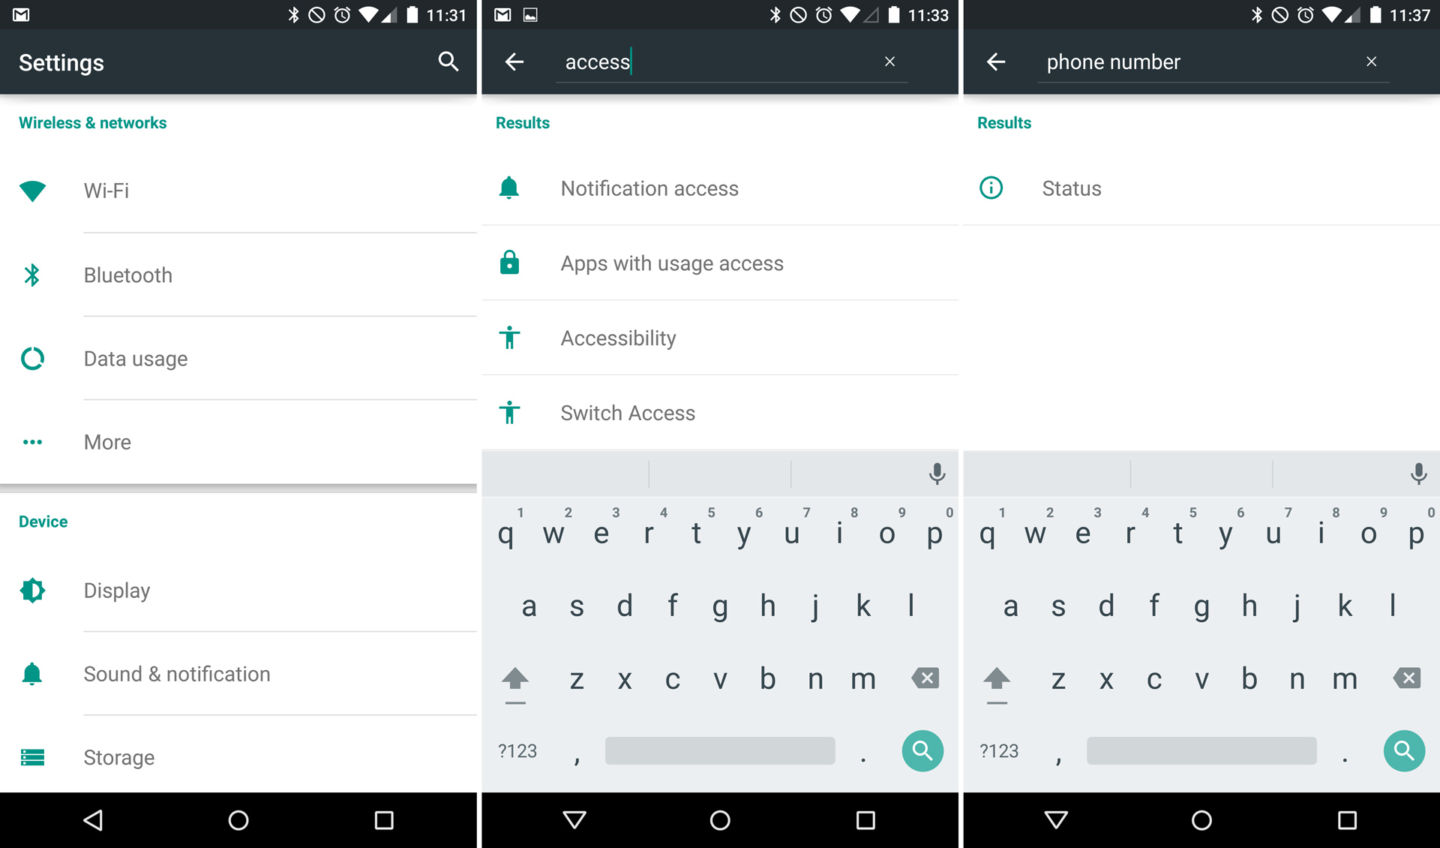 11:31
Settings
Wireless & networks
Wi-Fi
Bluetooth
Data usage
More
Device
Display
Sound & notification
Storage
11:33
access
Results
Notification access
Apps with usage access
Accessibility
Switch Access
1 2 3 4 5 6 7 8 9 0
q w e r t y u i o p
a s d f g h j k l
z x c v b n m
?123 , .
11:37
phone number
Results
Status
1 2 3 4 5 6 7 8 9 0
q w e r t y u i o p
a s d f g h j k l
z x c v b n m
?123 , .